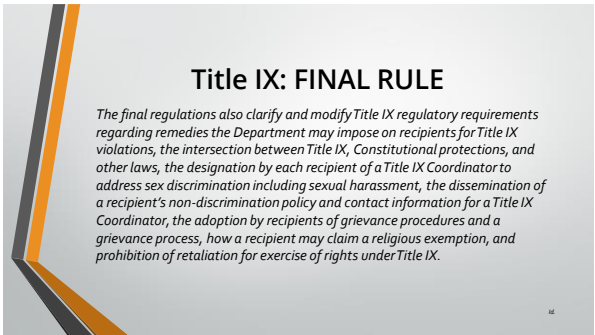 Title IX: FINAL RULE
The final regulations also clarify and modify Title IX regulatory requirements
regarding remedies the Department may impose on recipients for Title IX
violations, the intersection between Title IX, Constitutional protections, and
other laws, the designation by each recipient of a Title IX Coordinator to
address sex discrimination including sexual harassment, the dissemination of
a recipient's non-discrimination policy and contact information for a Title IX
Coordinator, the adoption by recipients of grievance procedures and a
grievance process, how a recipient may claim a religious exemption, and
prohibition of retaliation for exercise of rights under Title IX.
Id.